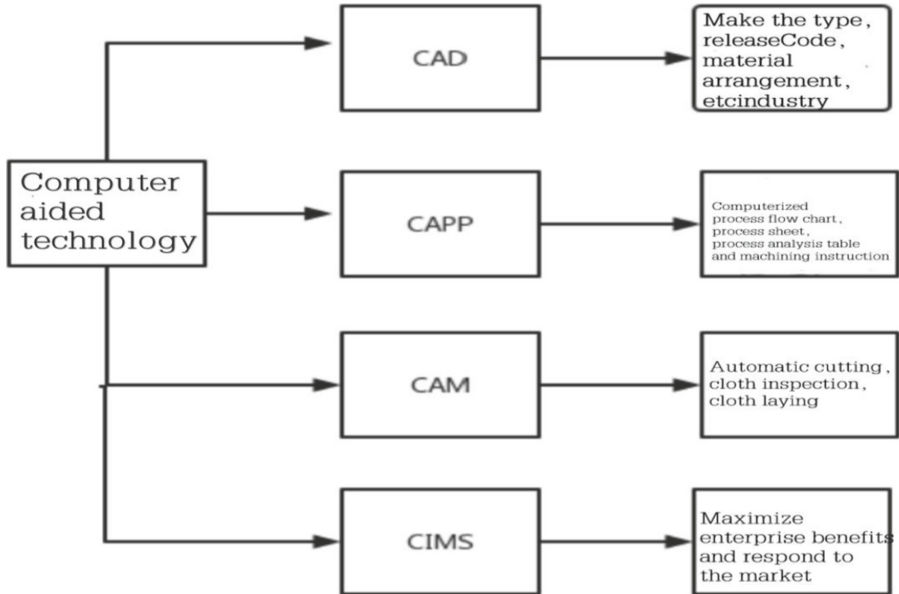 CAD
Make the type,
releaseCode,
material
arrangement,
etcindustry
Computer
aided
technology
CAPP
Computerized
process flow chart,
process sheet,
process analysis table
and machining instruction
CAM
Automatic cutting,
cloth inspection,
cloth laying
CIMS
Maximize
enterprise benefits
and respond to
the market